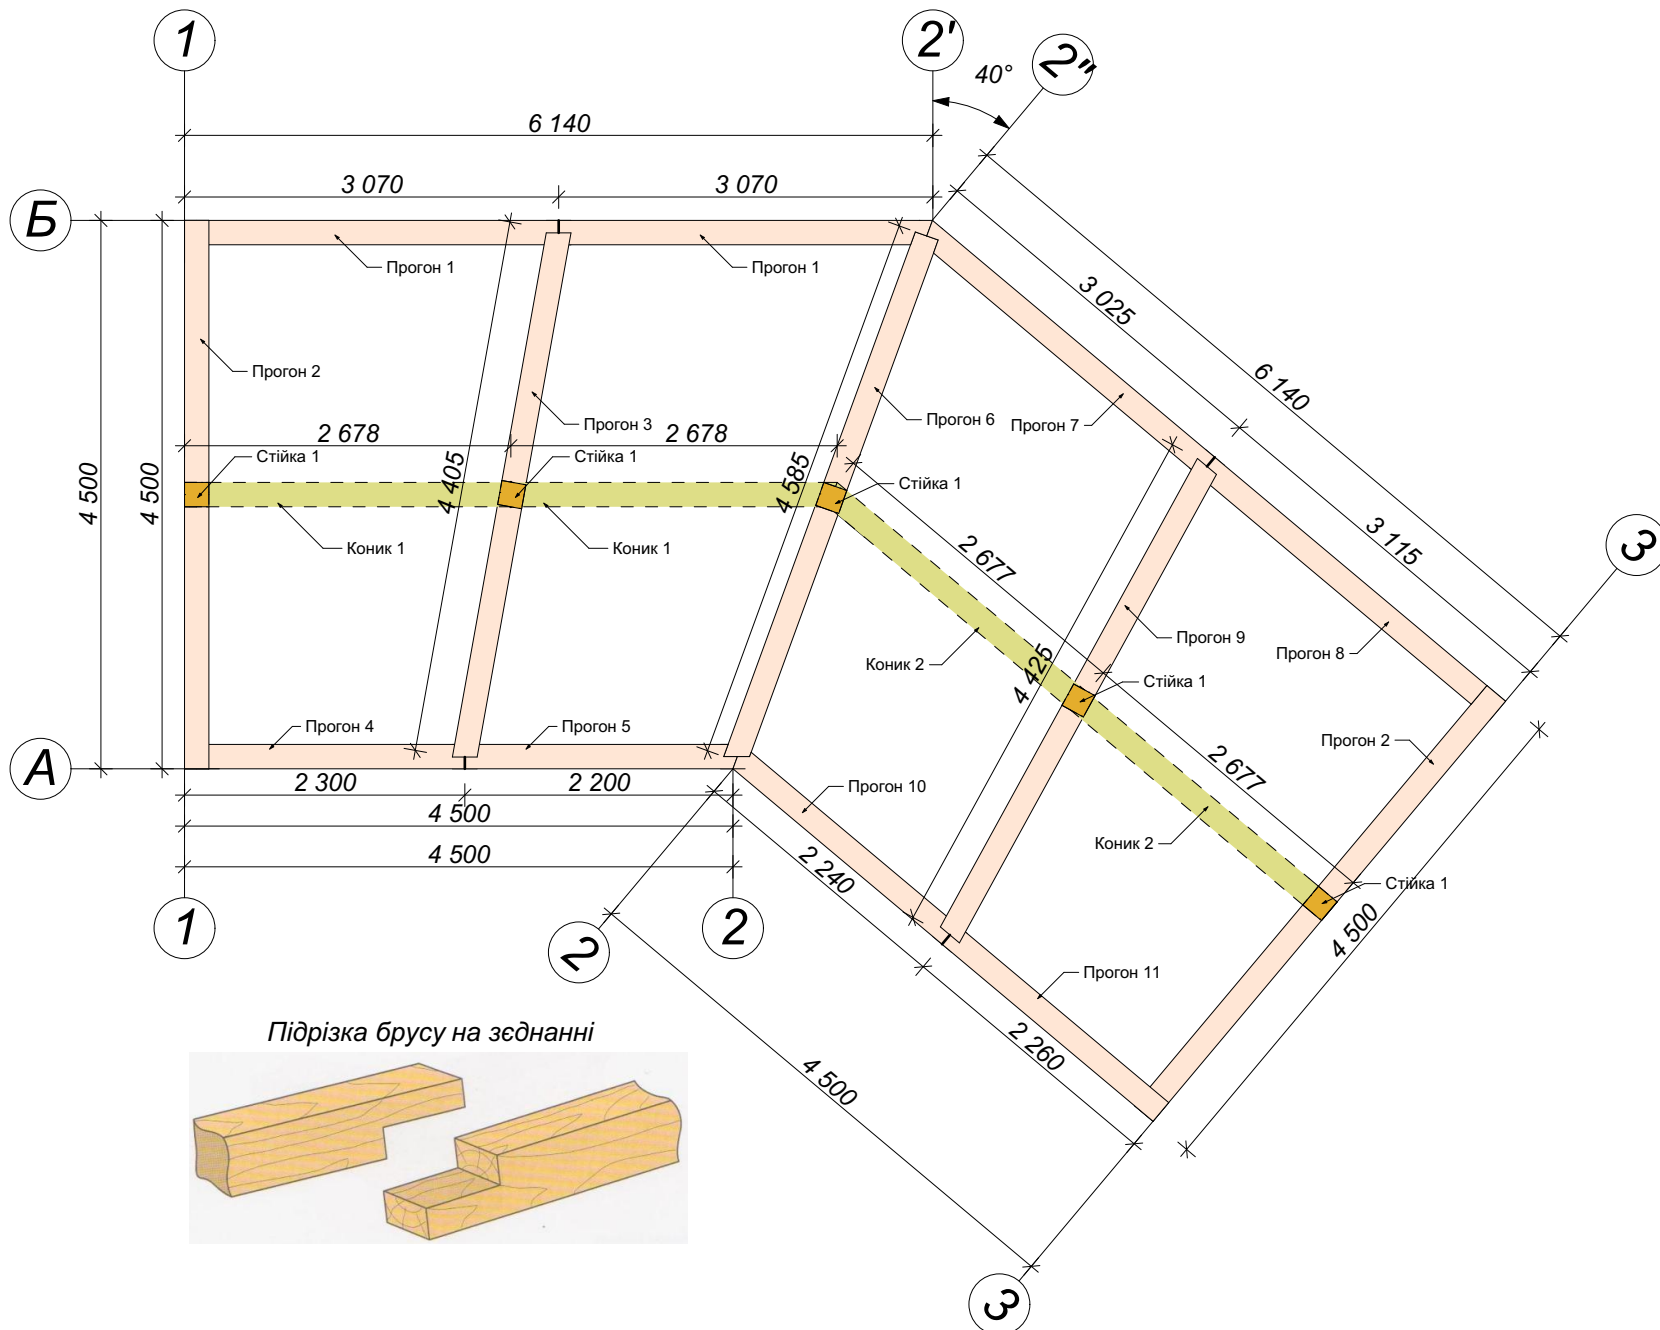 1
2'
2"
40°
6 140
3 070
3 070
Б
Прогон 1
Прогон 1
3 025
6 140
Прогон 2
Прогон 3
Прогон 6
Прогон 7
2 678
2 678
Стійка 1
Стійка 1
Стійка 1
4 500
4 500
4 405
4 585
3 115
3
2 677
Коник 1
Коник 1
Прогон 9
Прогон 8
Коник 2
4 425
Стійка 1
Прогон 4
Прогон 5
Прогон 2
А
2 300
2 200
Прогон 10
2 677
4 500
Коник 2
4 500
2 240
Стійка 1
1
2
2
4 500
Прогон 11
Підрізка брусу на зєднанні
2 260
4 500
3